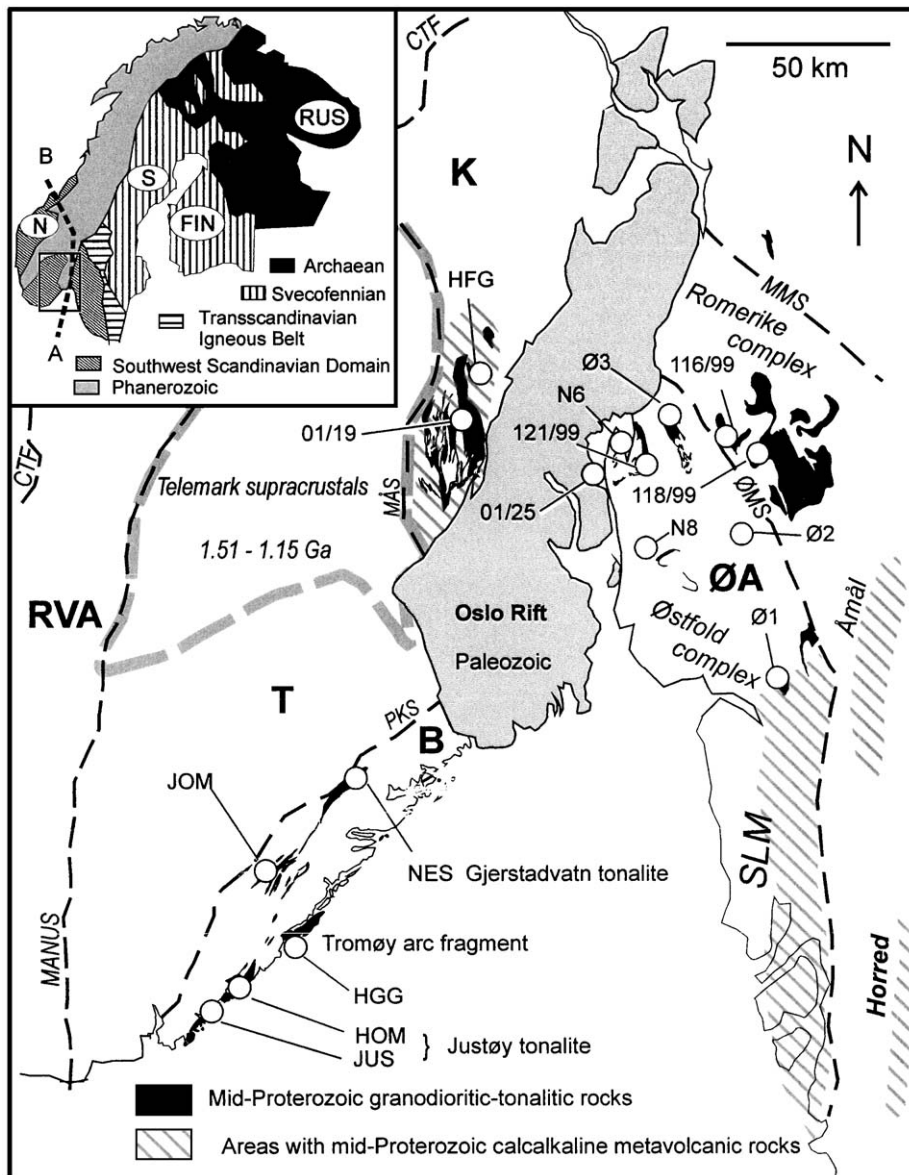 CTF
50 km
B
RUS
K
N
S
N
FIN
HFG
MMS
Archaean
Svecofennian
Transscandinavian
Igneous Belt
Romerike
complex
A
Southwest Scandinavian Domain
Phanerozoic
Ø3
116/99
N6
01/19
121/99
CTF
Telemark supracrustals
MÅS
01/25
118/99
ØMS
1.51 - 1.15 Ga
N8
Ø2
ØA
Åmål
RVA
Oslo Rift
Østfold
complex
Ø1
Paleozoic
T
PKS
B
JOM
NES Gjerstadvatn tonalite
SLM
MANUS
Tromøy arc fragment
HGG
Horred
HOM
JUS } Justøy tonalite
Mid-Proterozoic granodioritic-tonalitic rocks
Areas with mid-Proterozoic calcalkaline metavolcanic rocks